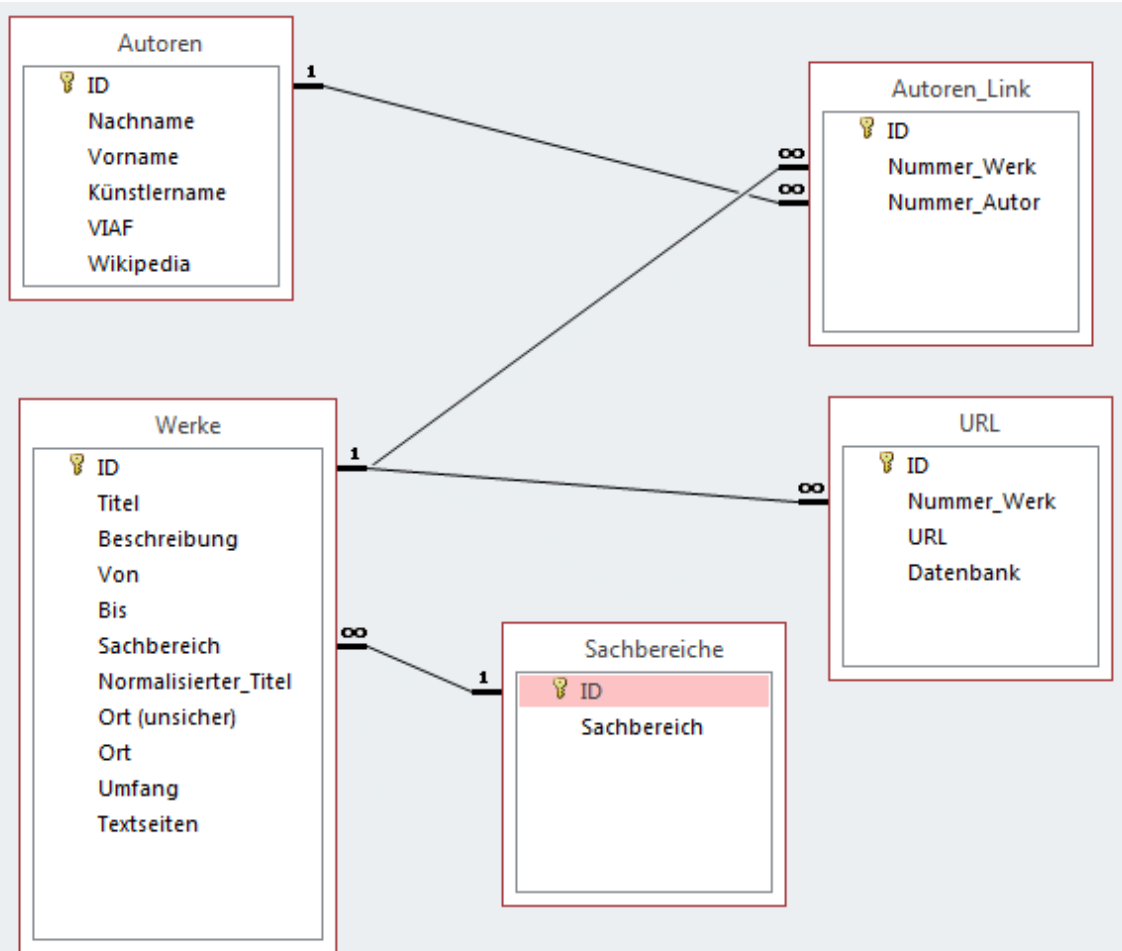 Autoren
ID
Nachname
Vorname
Künstlername
VIAF
Wikipedia
1
∞
∞
Autoren_Link
ID
Nummer_Werk
Nummer_Autor
Werke
ID
Titel
Beschreibung
Von
Bis
Sachbereich
Normalisierter_Titel
Ort (unsicher)
Ort
Umfang
Textseiten
1
∞
∞
1
URL
ID
Nummer_Werk
URL
Datenbank
Sachbereiche
ID
Sachbereich